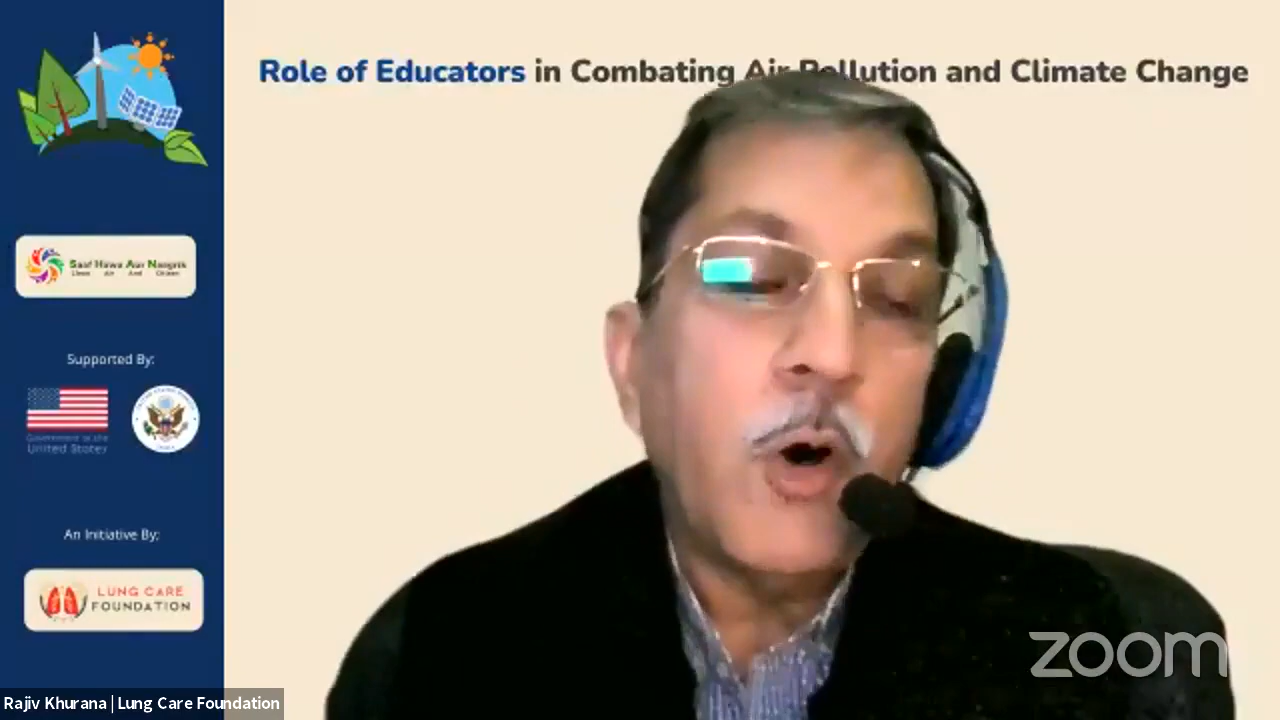 Role of Educators in Combating Air Pollution and Climate Change
Saaf Hawa Aur Nagrik
Clean Air And Citizen
Supported By:
Government of the
United States
An Initiative By:
LUNG CARE
FOUNDATION
zoom
Rajiv Khurana | Lung Care Foundation